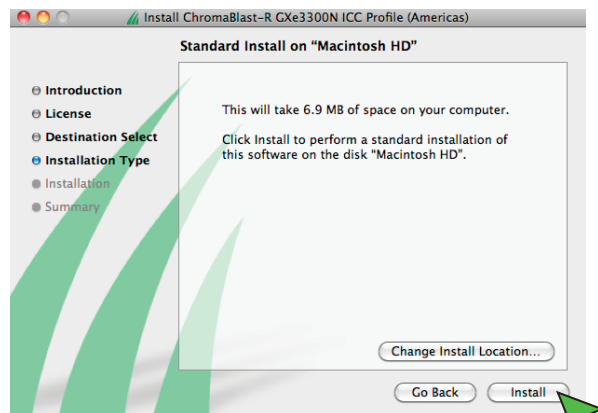 Install ChromaBlast-R GXe3300N ICC Profile (Americas)
Standard Install on “Macintosh HD”
Introduction
License
Destination Select
Installation Type
Installation
Summary
This will take 6.9 MB of space on your computer.
Click Install to perform a standard installation of
this software on the disk "Macintosh HD".
Change Install Location...
Go Back
Install